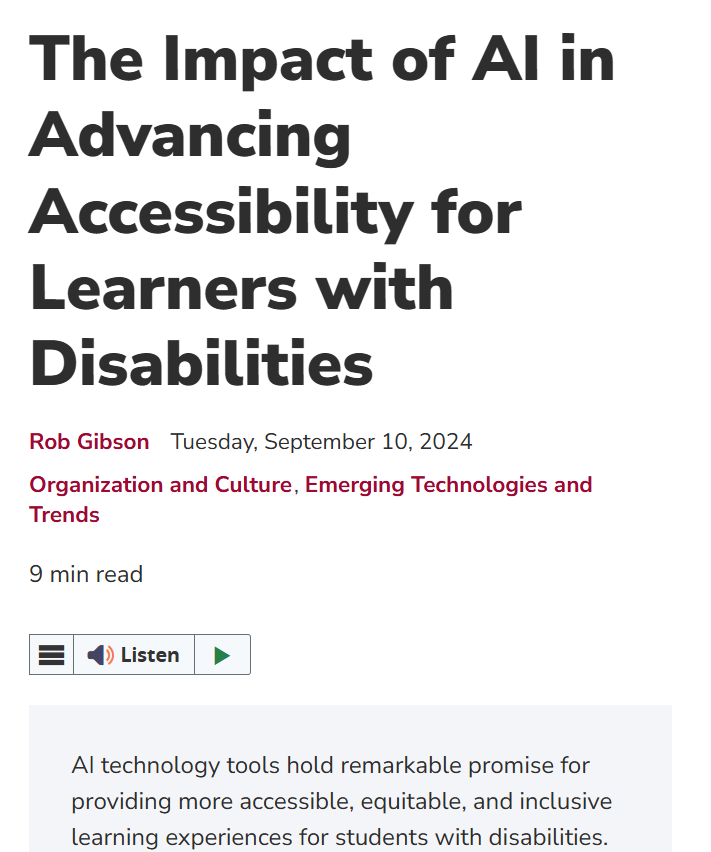 The Impact of AI in
Advancing
Accessibility for
Learners with
Disabilities
Rob Gibson Tuesday, September 10, 2024
Organization and Culture, Emerging Technologies and
Trends
9 min read
Listen
AI technology tools hold remarkable promise for
providing more accessible, equitable, and inclusive
learning experiences for students with disabilities.